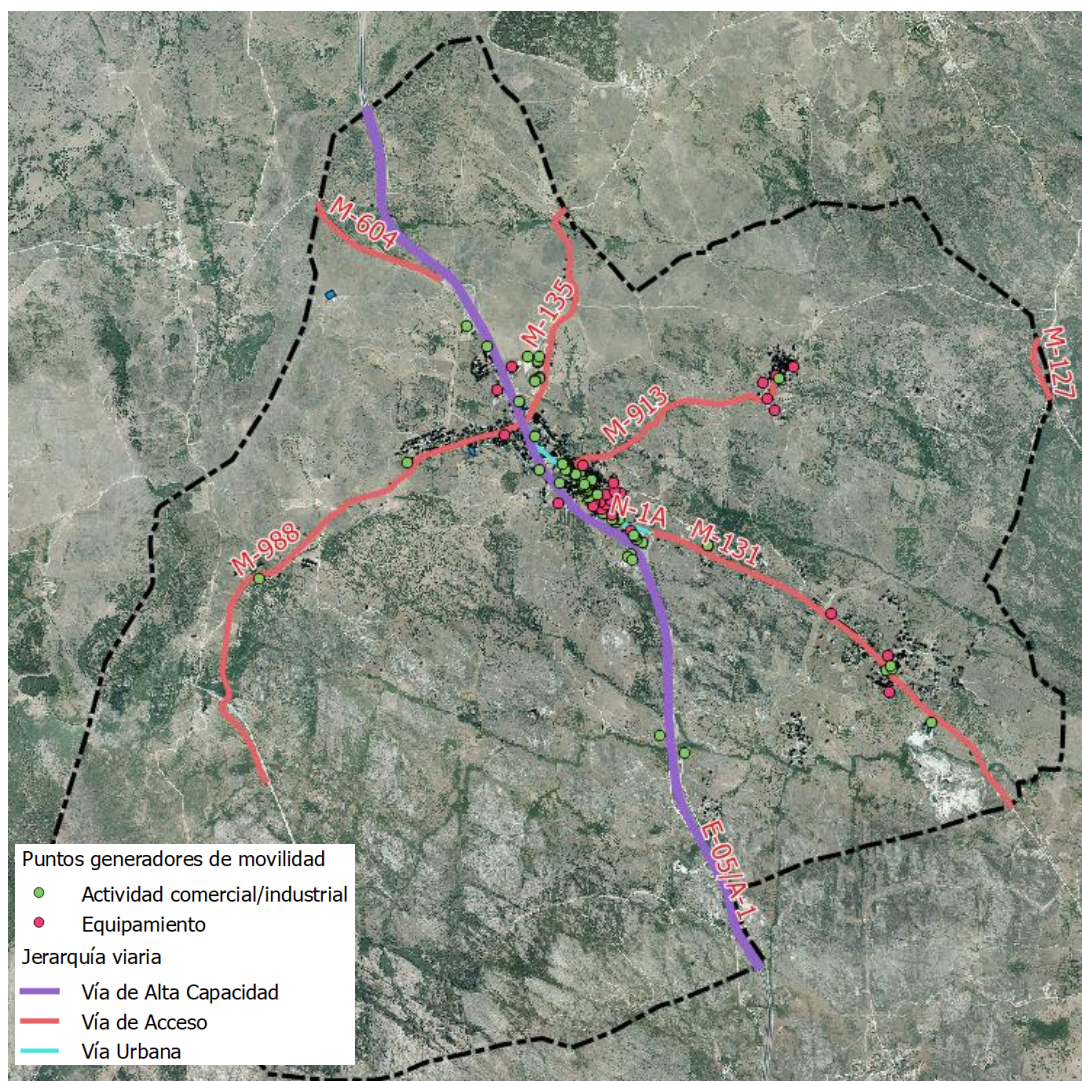 M-604
M-135
M-127
M-913
N-1A
M-131
M-988
E-05/A-1
Puntos generadores de movilidad
Actividad comercial/industrial
Equipamiento
Jerarquía viaria
Vía de Alta Capacidad
Vía de Acceso
Vía Urbana